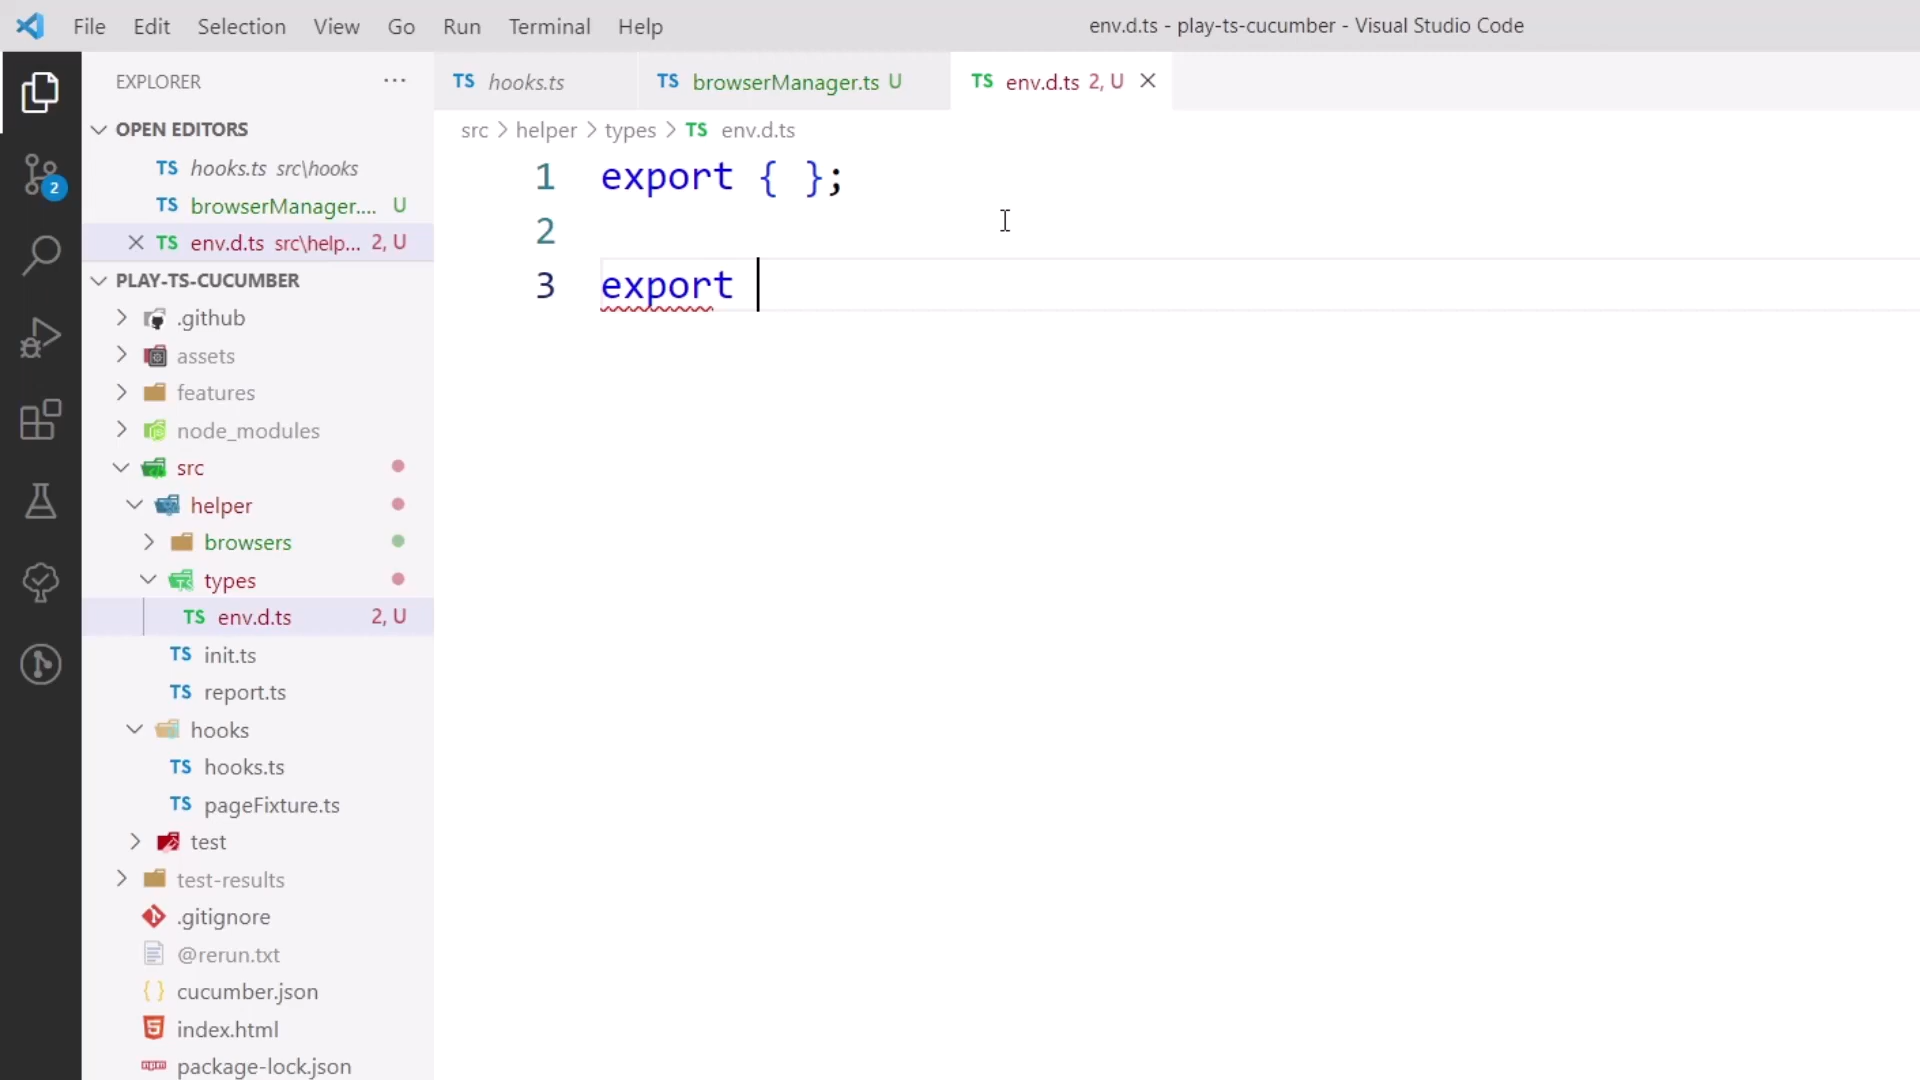 File Edit Selection View Go Run Terminal Help
env.d.ts - play-ts-cucumber - Visual Studio Code
EXPLORER ...
TS hooks.ts
TS browserManager.ts U
TS env.d.ts 2, U
OPEN EDITORS
TS hooks.ts src\hooks
TS browserManager.... U
TS env.d.ts src\help... 2, U
2
PLAY-TS-CUCUMBER
.github
assets
features
node_modules
src
helper
browsers
types
TS env.d.ts 2, U
TS init.ts
TS report.ts
hooks
TS hooks.ts
TS pageFixture.ts
test
test-results
.gitignore
@rerun.txt
{ } cucumber.json
index.html
package-lock.json
src > helper > types > TS env.d.ts
1 export { };
2
3 export